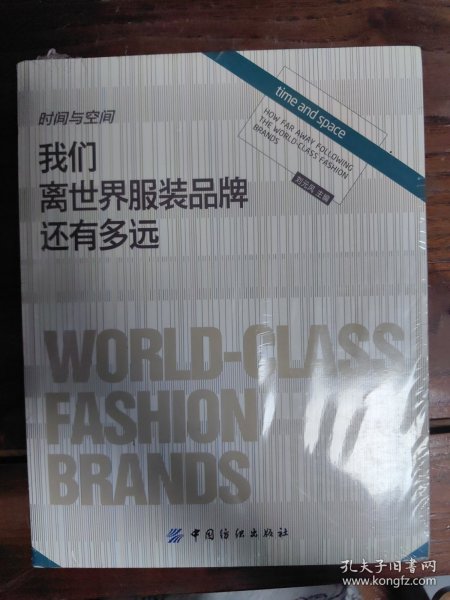 time and space
HOW FAR AWAY FOLLOWING
THE WORLD-CLASS FASHION
BRANDS
刘元风 主编
时间与空间
我们
离世界服装品牌
还有多远
WORLD-CLASS
FASHION
BRANDS
中国纺织出版社
孔夫子旧书网
www.kongfz.com